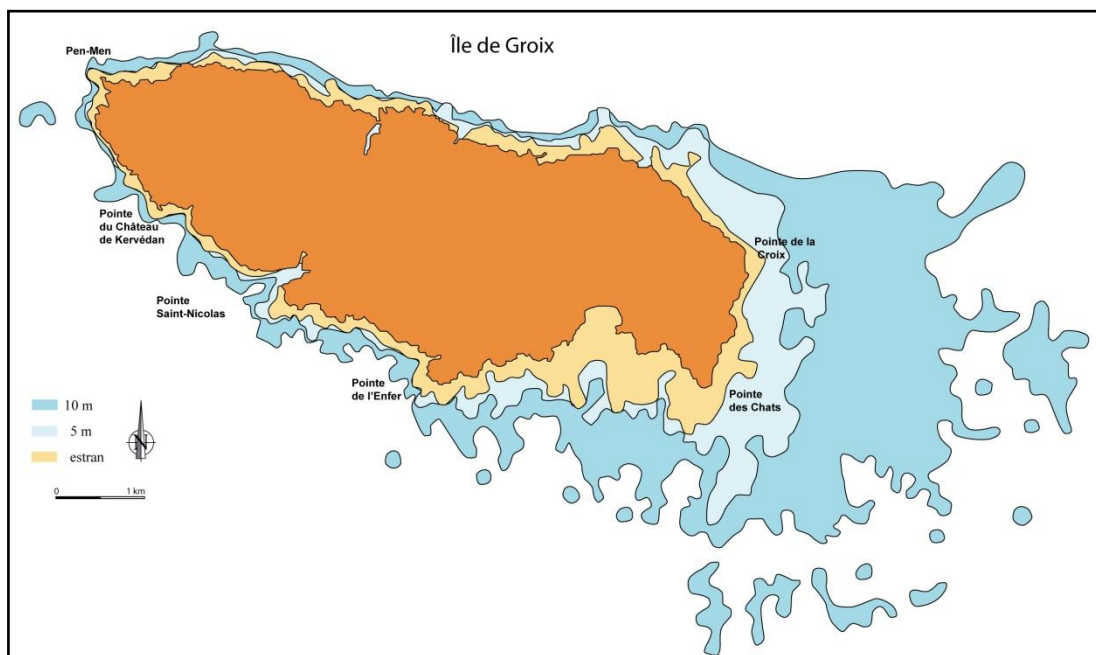 Île de Groix
Pen-Men
Pointe
du Château
de Kervédan
Pointe de la
Croix
Pointe
Saint-Nicolas
Pointe
de l'Enfer
Pointe
des Chats
10 m
5 m
estran
N
0 1 km